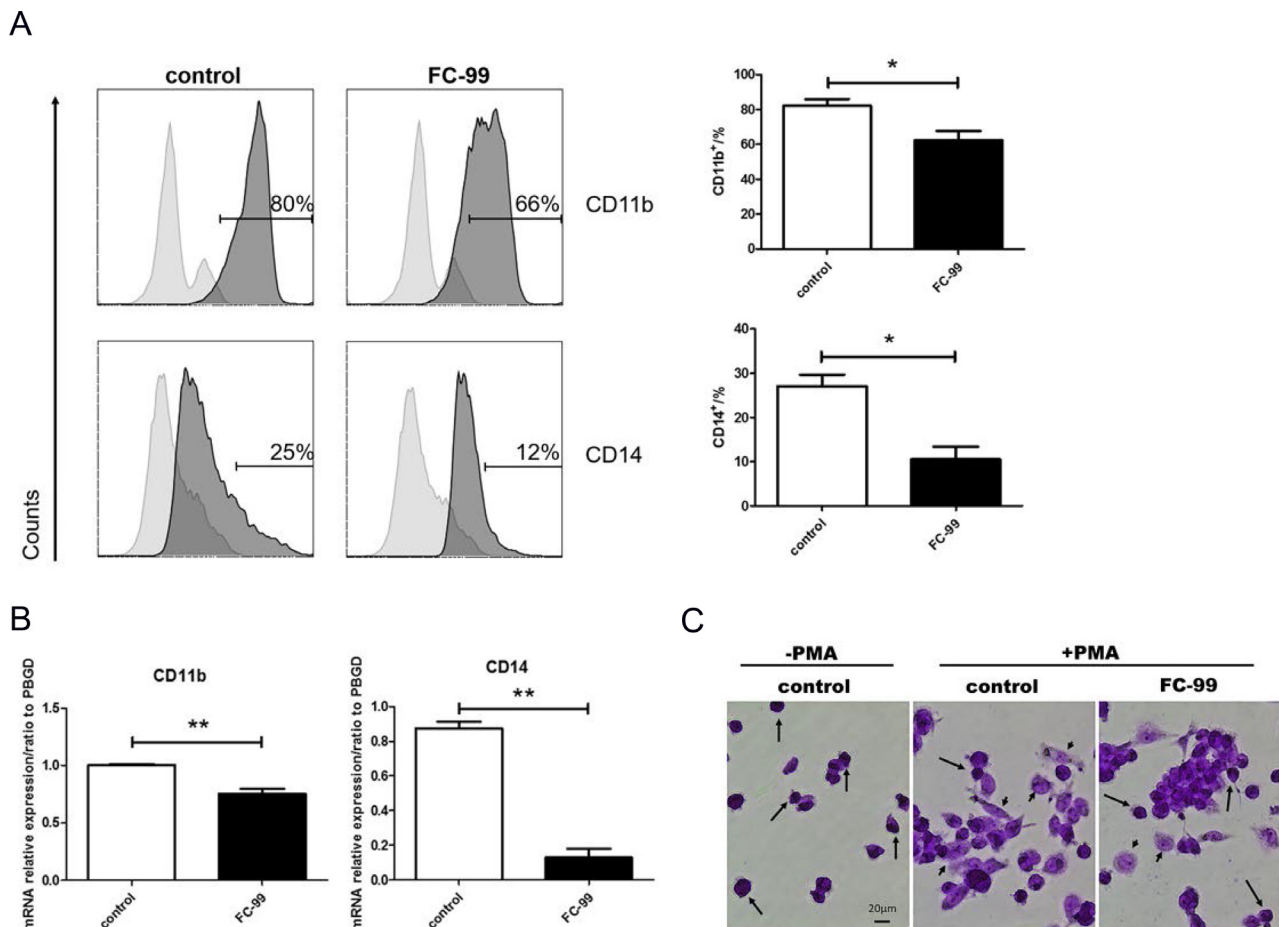 A
control
FC-99
80%
66%
CD11b
25%
12%
CD14
Counts
*
CD11b⁺/%
100
80
60
40
20
0
control
FC-99
*
CD14⁺/%
40
30
20
10
0
control
FC-99
B
CD11b
mRNA relative expression/ratio to PBGD
1.5
1.0
0.5
0.0
**
control
FC-99
CD14
mRNA relative expression/ratio to PBGD
1.0
0.8
0.6
0.4
0.2
0.0
**
control
FC-99
C
-PMA
+PMA
control
control
FC-99
20μm